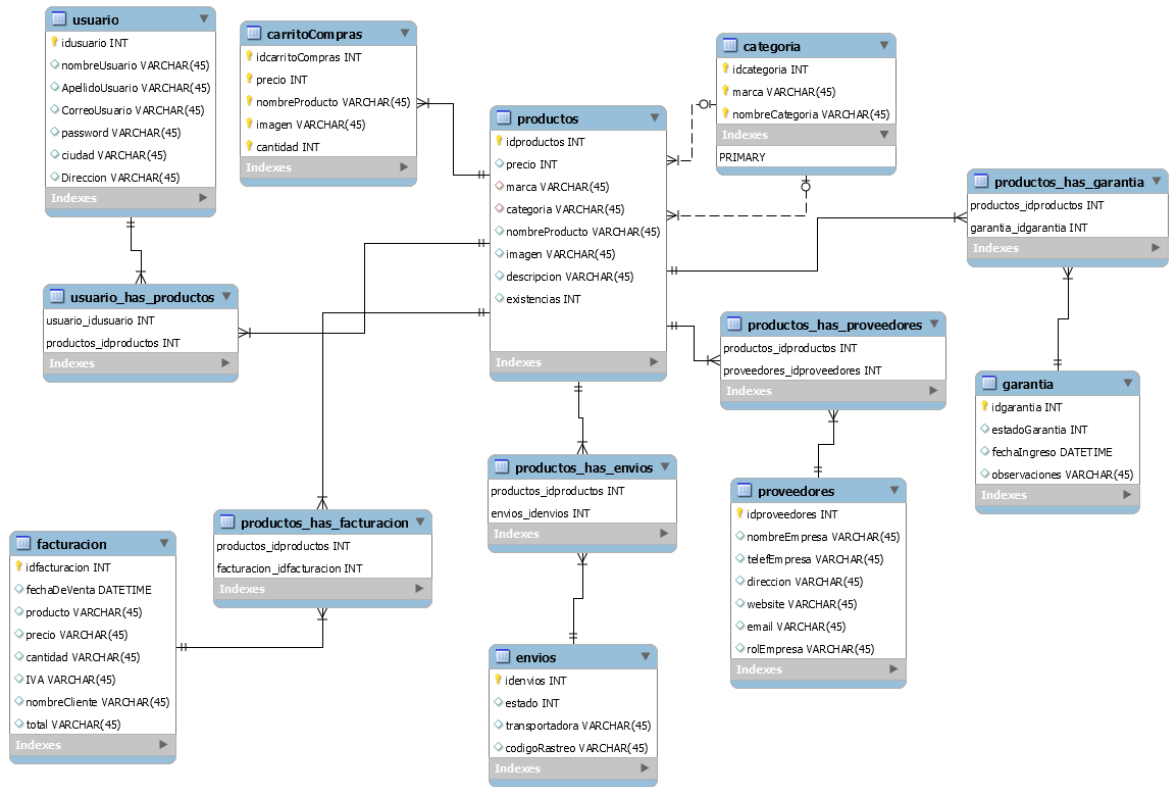 usuario
idusuario INT
nombreUsuario VARCHAR(45)
ApellidoUsuario VARCHAR(45)
CorreoUsuario VARCHAR(45)
password VARCHAR(45)
ciudad VARCHAR(45)
Direccion VARCHAR(45)
Indexes
carritoCompras
idcarritoCompras INT
precio INT
nombreProducto VARCHAR(45)
imagen VARCHAR(45)
cantidad INT
Indexes
categoria
idcategoria INT
marca VARCHAR(45)
nombreCategoria VARCHAR(45)
Indexes
PRIMARY
productos
idproductos INT
precio INT
marca VARCHAR(45)
categoria VARCHAR(45)
nombreProducto VARCHAR(45)
imagen VARCHAR(45)
descripcion VARCHAR(45)
existencias INT
Indexes
productos_has_garantia
productos_idproductos INT
garantia_idgarantia INT
Indexes
usuario_has_productos
usuario_idusuario INT
productos_idproductos INT
Indexes
productos_has_proveedores
productos_idproductos INT
proveedores_idproveedores INT
Indexes
garantia
idgarantia INT
estadoGarantia INT
fechaIngreso DATETIME
observaciones VARCHAR(45)
Indexes
productos_has_envios
productos_idproductos INT
envios_idenvios INT
Indexes
proveedores
idproveedores INT
nombreEmpresa VARCHAR(45)
telefEmpresa VARCHAR(45)
direccion VARCHAR(45)
website VARCHAR(45)
email VARCHAR(45)
rolEmpresa VARCHAR(45)
Indexes
productos_has_facturacion
productos_idproductos INT
facturacion_idfacturacion INT
Indexes
facturacion
idfacturacion INT
fechaDeVenta DATETIME
producto VARCHAR(45)
precio VARCHAR(45)
cantidad VARCHAR(45)
IVA VARCHAR(45)
nombreCliente VARCHAR(45)
total VARCHAR(45)
Indexes
envios
idenvios INT
estado INT
transportadora VARCHAR(45)
codigoRastreo VARCHAR(45)
Indexes